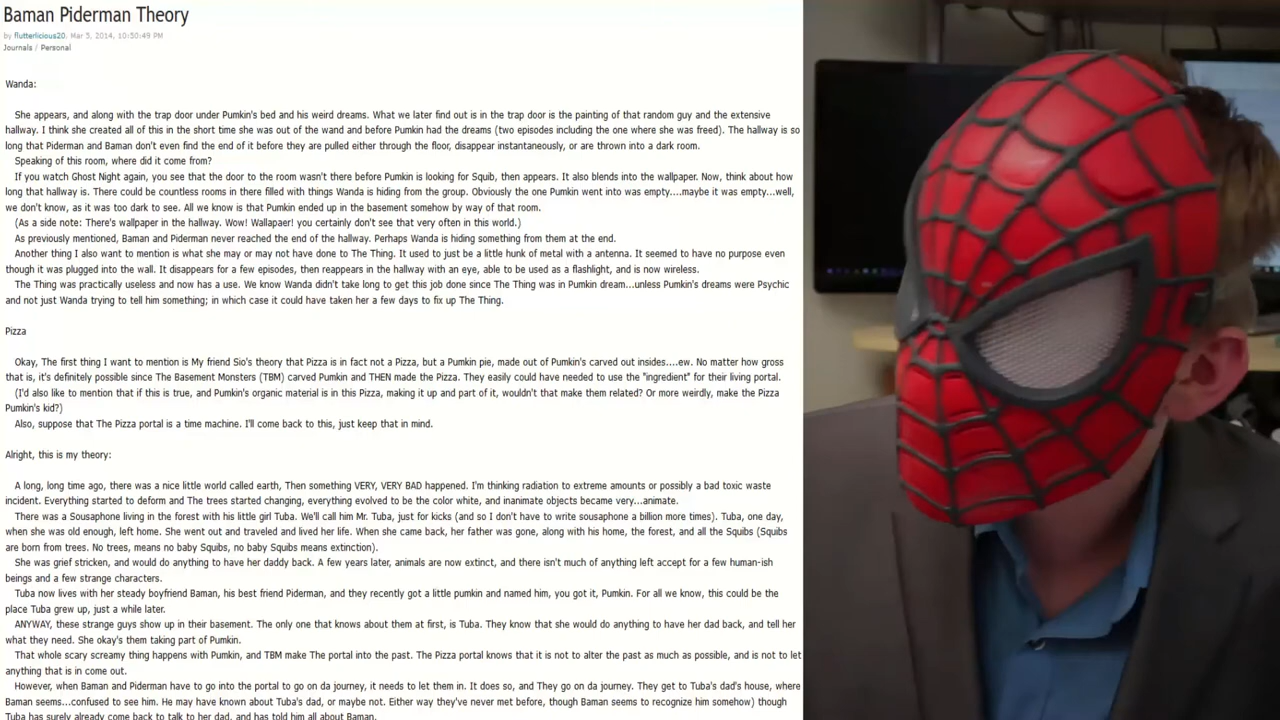 Baman Piderman Theory
by flutterlicious20, Mar 5, 2014, 10:50:49 PM
Journals / Personal
Wanda:
She appears, and along with the trap door under Pumkin's bed and his weird dreams. What we later find out is in the trap door is the painting of that random guy and the extensive
hallway. I think she created all of this in the short time she was out of the wand and before Pumkin had the dreams (two episodes including the one where she was freed). The hallway is so
long that Piderman and Baman don't even find the end of it before they are pulled either through the floor, disappear instantaneously, or are thrown into a dark room.
Speaking of this room, where did it come from?
If you watch Ghost Night again, you see that the door to the room wasn't there before Pumkin is looking for Squib, then appears. It also blends into the wallpaper. Now, think about how
long that hallway is. There could be countless rooms in there filled with things Wanda is hiding from the group. Obviously the one Pumkin went into was empty....maybe it was empty...well,
we don't know, as it was too dark to see. All we know is that Pumkin ended up in the basement somehow by way of that room.
(As a side note: There's wallpaper in the hallway. Wow! Wallapaer! you certainly don't see that very often in this world.)
As previously mentioned, Baman and Piderman never reached the end of the hallway. Perhaps Wanda is hiding something from them at the end.
Another thing I also want to mention is what she may or may not have done to The Thing. It used to just be a little hunk of metal with a antenna. It seemed to have no purpose even
though it was plugged into the wall. It disappears for a few episodes, then reappears in the hallway with an eye, able to be used as a flashlight, and is now wireless.
The Thing was practically useless and now has a use. We know Wanda didn't take long to get this job done since The Thing was in Pumkin dream...unless Pumkin's dreams were Psychic
and not just Wanda trying to tell him something; in which case it could have taken her a few days to fix up The Thing.
Pizza
Okay, The first thing I want to mention is My friend Sio's theory that Pizza is in fact not a Pizza, but a Pumkin pie, made out of Pumkin's carved out insides....ew. No matter how gross
that is, it's definitely possible since The Basement Monsters (TBM) carved Pumkin and THEN made the Pizza. They easily could have needed to use the "ingredient" for their living portal.
(I'd also like to mention that if this is true, and Pumkin's organic material is in this Pizza, making it up and part of it, wouldn't that make them related? Or more weirdly, make the Pizza
Pumkin's kid?)
Also, suppose that The Pizza portal is a time machine. I'll come back to this, just keep that in mind.
Alright, this is my theory:
A long, long time ago, there was a nice little world called earth, Then something VERY, VERY BAD happened. I'm thinking radiation to extreme amounts or possibly a bad toxic waste
incident. Everything started to deform and The trees started changing, everything evolved to be the color white, and inanimate objects became very...animate.
There was a Sousaphone living in the forest with his little girl Tuba. We'll call him Mr. Tuba, just for kicks (and so I don't have to write sousaphone a billion more times). Tuba, one day,
when she was old enough, left home. She went out and traveled and lived her life. When she came back, her father was gone, along with his home, the forest, and all the Squibs (Squibs
are born from trees. No trees, means no baby Squibs, no baby Squibs means extinction).
She was grief stricken, and would do anything to have her daddy back. A few years later, animals are now extinct, and there isn't much of anything left accept for a few human-ish
beings and a few strange characters.
Tuba now lives with her steady boyfriend Baman, his best friend Piderman, and they recently got a little pumkin and named him, you got it, Pumkin. For all we know, this could be the
place Tuba grew up, just a while later.
ANYWAY, these strange guys show up in their basement. The only one that knows about them at first, is Tuba. They know that she would do anything to have her dad back, and tell her
what they need. She okay's them taking part of Pumkin.
That whole scary screamy thing happens with Pumkin, and TBM make The portal into the past. The Pizza portal knows that it is not to alter the past as much as possible, and is not to let
anything that is in come out.
However, when Baman and Piderman have to go into the portal to go on da journey, it needs to let them in. It does so, and They go on da journey. They get to Tuba's dad's house, where
Baman seems...confused to see him. He may have known about Tuba's dad, or maybe not. Either way they've never met before, though Baman seems to recognize him somehow) though
Tuba has surely already come back to talk to her dad, and has told him all about Baman.